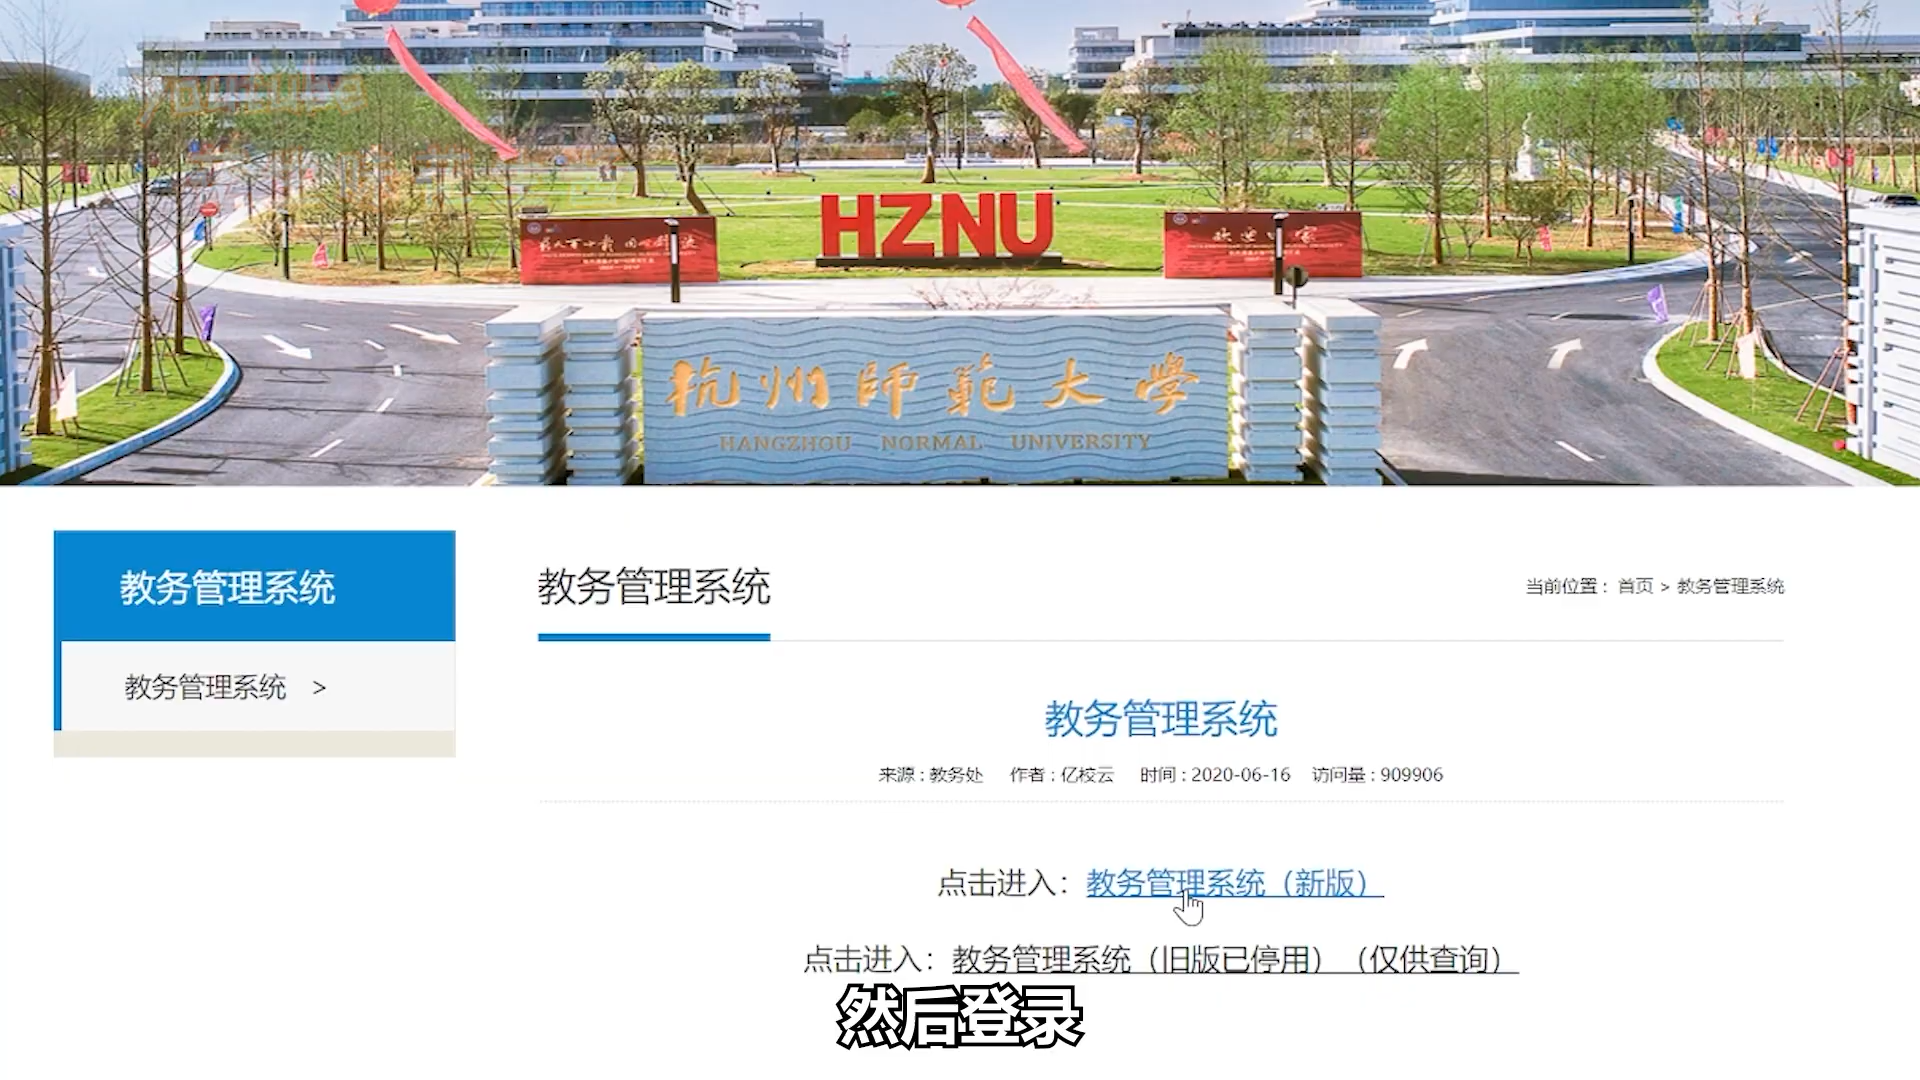 HZNU
杭州師範大學
HANGZHOU NORMAL UNIVERSITY
教务管理系统
教务管理系统 >
教务管理系统
当前位置： 首页 > 教务管理系统
教务管理系统
来源 : 教务处 作者 : 亿校云 时间 : 2020-06-16 访问量 : 909906
点击进入：教务管理系统（新版）
点击进入：教务管理系统（旧版已停用）（仅供查询）
然后登录